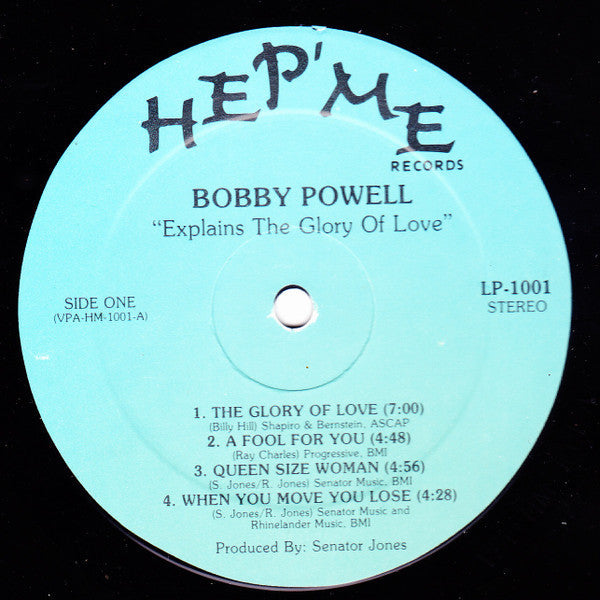 HEP'ME
RECORDS
BOBBY POWELL
“Explains The Glory Of Love”
SIDE ONE
(VPA-HM-1001-A)
LP-1001
STEREO
1. THE GLORY OF LOVE (7:00)
(Billy Hill) Shapiro & Bernstein, ASCAP
2. A FOOL FOR YOU (4:48)
(Ray Charles) Progressive, BMI
3. QUEEN SIZE WOMAN (4:56)
(S. Jones/R. Jones) Senator Music, BMI
4. WHEN YOU MOVE YOU LOSE (4:28)
(S. Jones/R. Jones) Senator Music and
Rhinelander Music, BMI
Produced By: Senator Jones